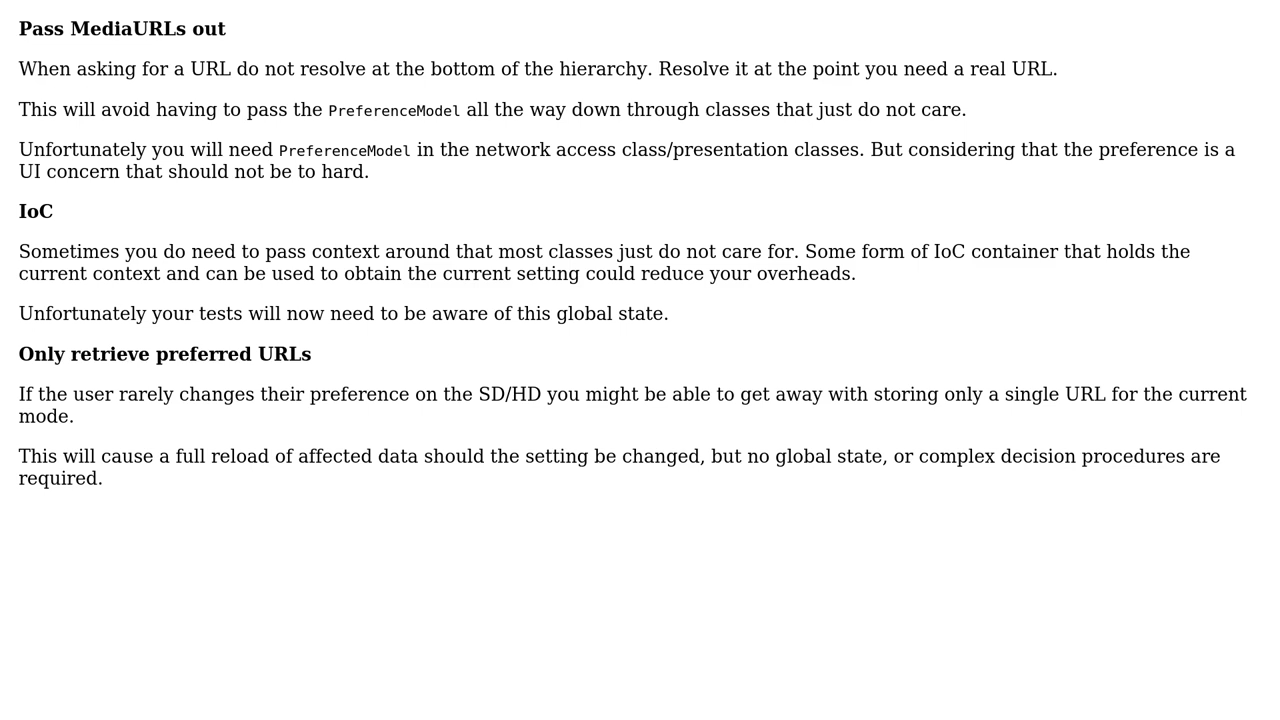 Pass MediaURLs out
When asking for a URL do not resolve at the bottom of the hierarchy. Resolve it at the point you need a real URL.
This will avoid having to pass the PreferenceModel all the way down through classes that just do not care.
Unfortunately you will need PreferenceModel in the network access class/presentation classes. But considering that the preference is a
UI concern that should not be to hard.
IoC
Sometimes you do need to pass context around that most classes just do not care for. Some form of IoC container that holds the
current context and can be used to obtain the current setting could reduce your overheads.
Unfortunately your tests will now need to be aware of this global state.
Only retrieve preferred URLs
If the user rarely changes their preference on the SD/HD you might be able to get away with storing only a single URL for the current
mode.
This will cause a full reload of affected data should the setting be changed, but no global state, or complex decision procedures are
required.